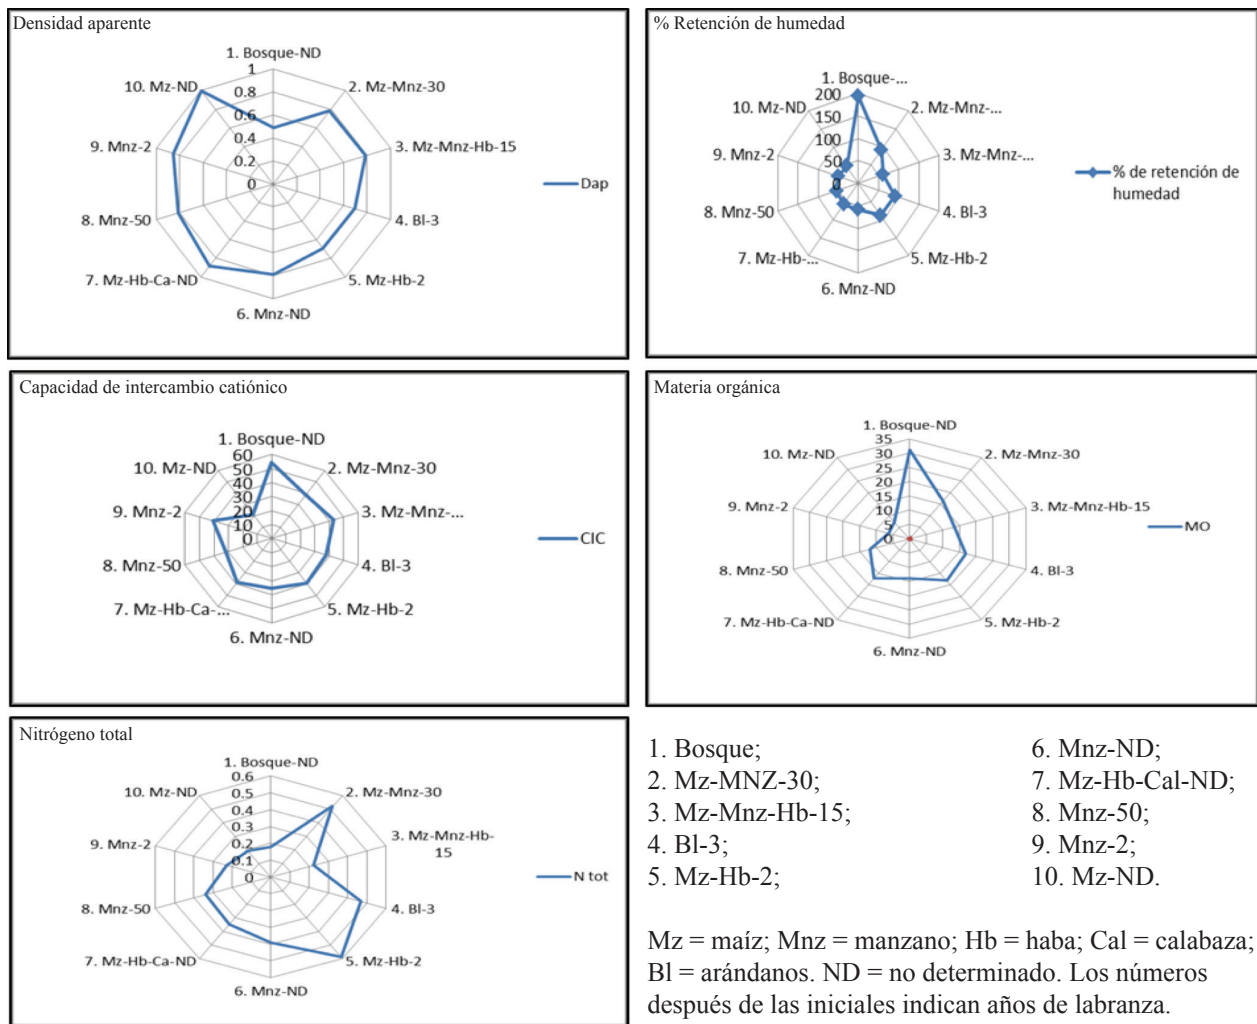 Densidad aparente
1. Bosque-ND
2. Mz-Mnz-30
3. Mz-Mnz-Hb-15
4. Bl-3
5. Mz-Hb-2
6. Mnz-ND
7. Mz-Hb-Ca-ND
8. Mnz-50
9. Mnz-2
10. Mz-ND
1
0.8
0.6
0.4
0.2
0
Dap
% Retención de humedad
1. Bosque-...
2. Mz-Mnz-...
3. Mz-Mnz-...
4. Bl-3
5. Mz-Hb-2
6. Mnz-ND
7. Mz-Hb-...
8. Mnz-50
9. Mnz-2
10. Mz-ND
200
150
100
50
0
% de retención de
humedad
Capacidad de intercambio catiónico
1. Bosque-ND
2. Mz-Mnz-30
3. Mz-Mnz-...
4. Bl-3
5. Mz-Hb-2
6. Mnz-ND
7. Mz-Hb-Ca-...
8. Mnz-50
9. Mnz-2
10. Mz-ND
60
50
40
30
20
10
0
CIC
Materia orgánica
1. Bosque-ND
2. Mz-Mnz-30
3. Mz-Mnz-Hb-15
4. Bl-3
5. Mz-Hb-2
6. Mnz-ND
7. Mz-Hb-Ca-ND
8. Mnz-50
9. Mnz-2
10. Mz-ND
35
30
25
20
15
10
5
0
MO
Nitrógeno total
1. Bosque-ND
2. Mz-Mnz-30
3. Mz-Mnz-Hb-
15
4. Bl-3
5. Mz-Hb-2
6. Mnz-ND
7. Mz-Hb-Ca-ND
8. Mnz-50
9. Mnz-2
10. Mz-ND
0.6
0.5
0.4
0.3
0.2
0.1
0
N tot
1. Bosque;
2. Mz-MNZ-30;
3. Mz-Mnz-Hb-15;
4. Bl-3;
5. Mz-Hb-2;
6. Mnz-ND;
7. Mz-Hb-Cal-ND;
8. Mnz-50;
9. Mnz-2;
10. Mz-ND.
Mz = maíz; Mnz = manzano; Hb = haba; Cal = calabaza;
Bl = arándanos. ND = no determinado. Los números
después de las iniciales indican años de labranza.